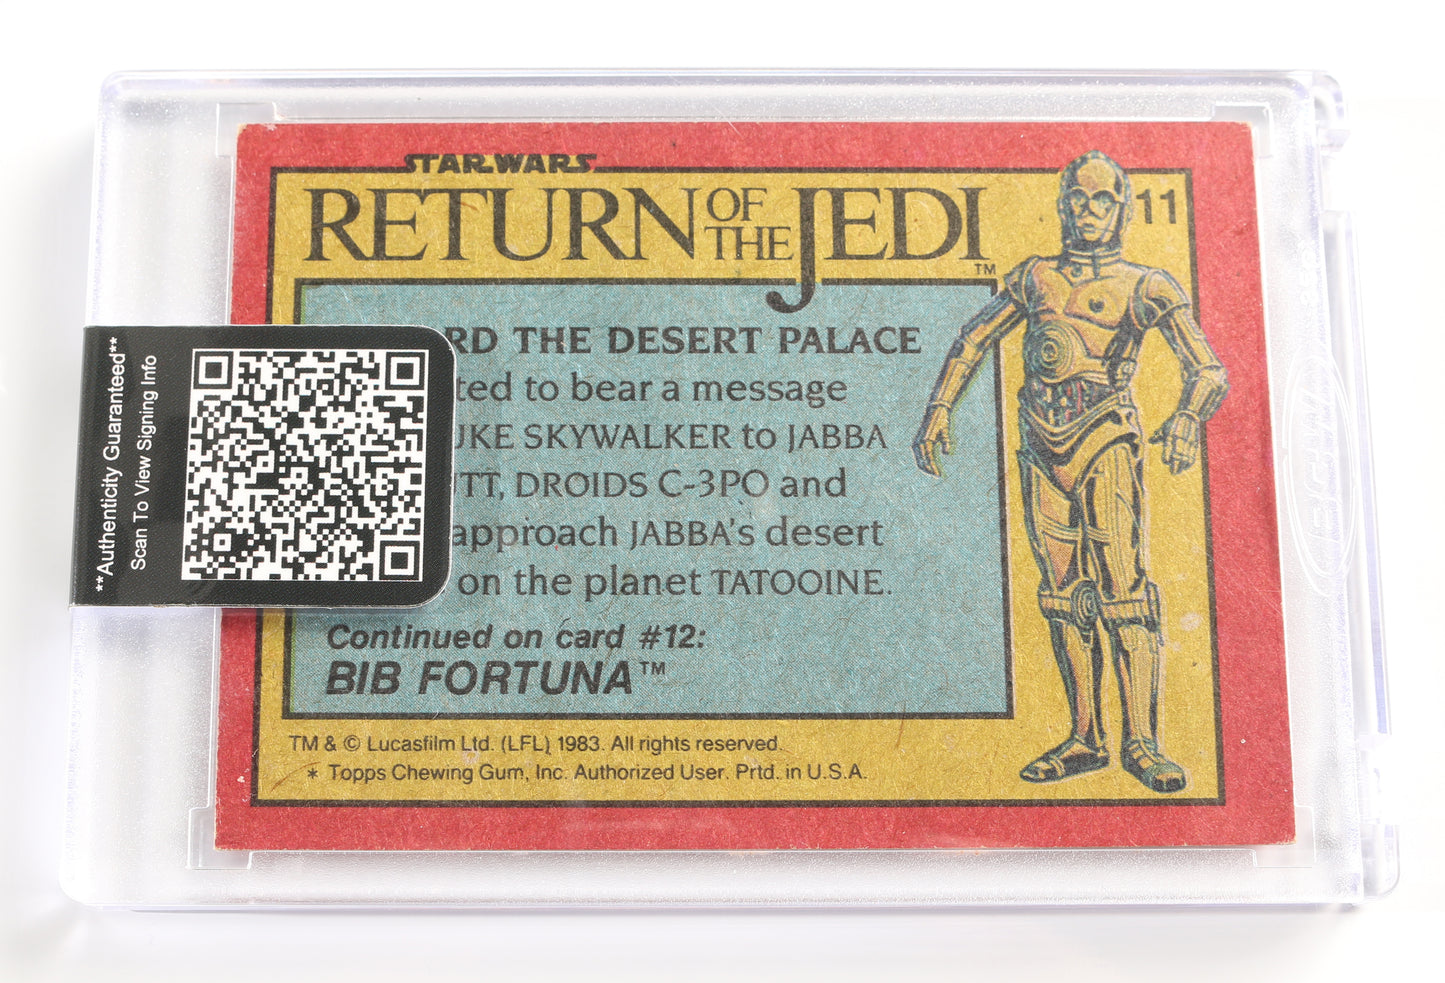 STAR WARS
RETURN OF THE JEDI
TM
11
RD THE DESERT PALACE
ted to bear a message
UKE SKYWALKER to JABBA
UTT, DROIDS C-3PO and
approach JABBA's desert
on the planet TATOOINE.
Continued on card #12:
BIB FORTUNA™
TM & © Lucasfilm Ltd. (LFL) 1983. All rights reserved.
* Topps Chewing Gum, Inc. Authorized User. Prtd. in U.S.A.
**Authenticity Guaranteed**
Scan To View Signing Info
BCW